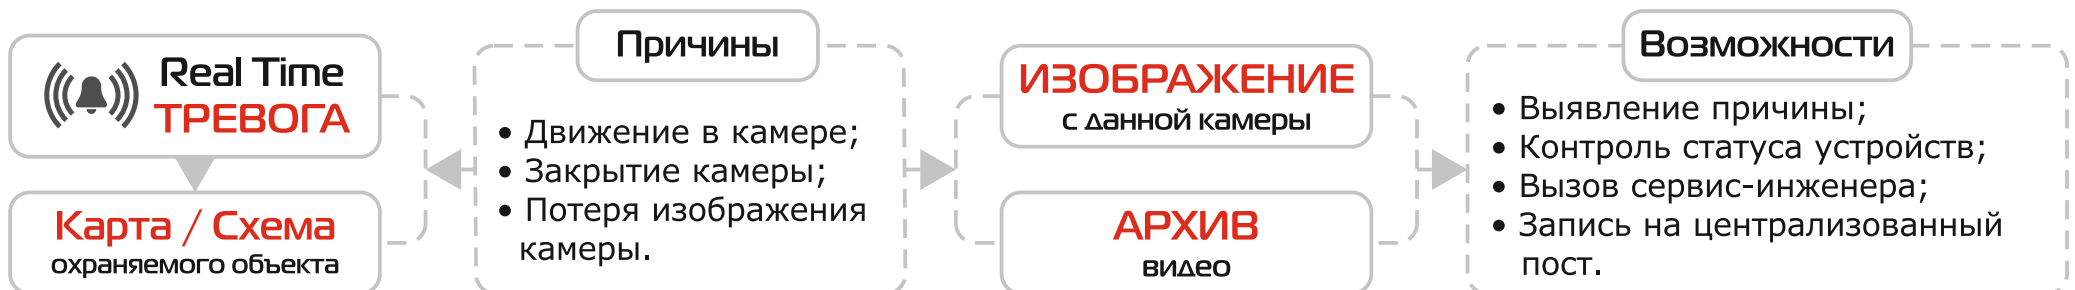 Real Time
ТРЕВОГА
Карта / Схема
охраняемого объекта
Причины
• Движение в камере;
• Закрытие камеры;
• Потеря изображения
камеры.
ИЗОБРАЖЕНИЕ
с данной камеры
АРХИВ
видео
Возможности
• Выявление причины;
• Контроль статуса устройств;
• Вызов сервис-инженера;
• Запись на централизованный
пост.